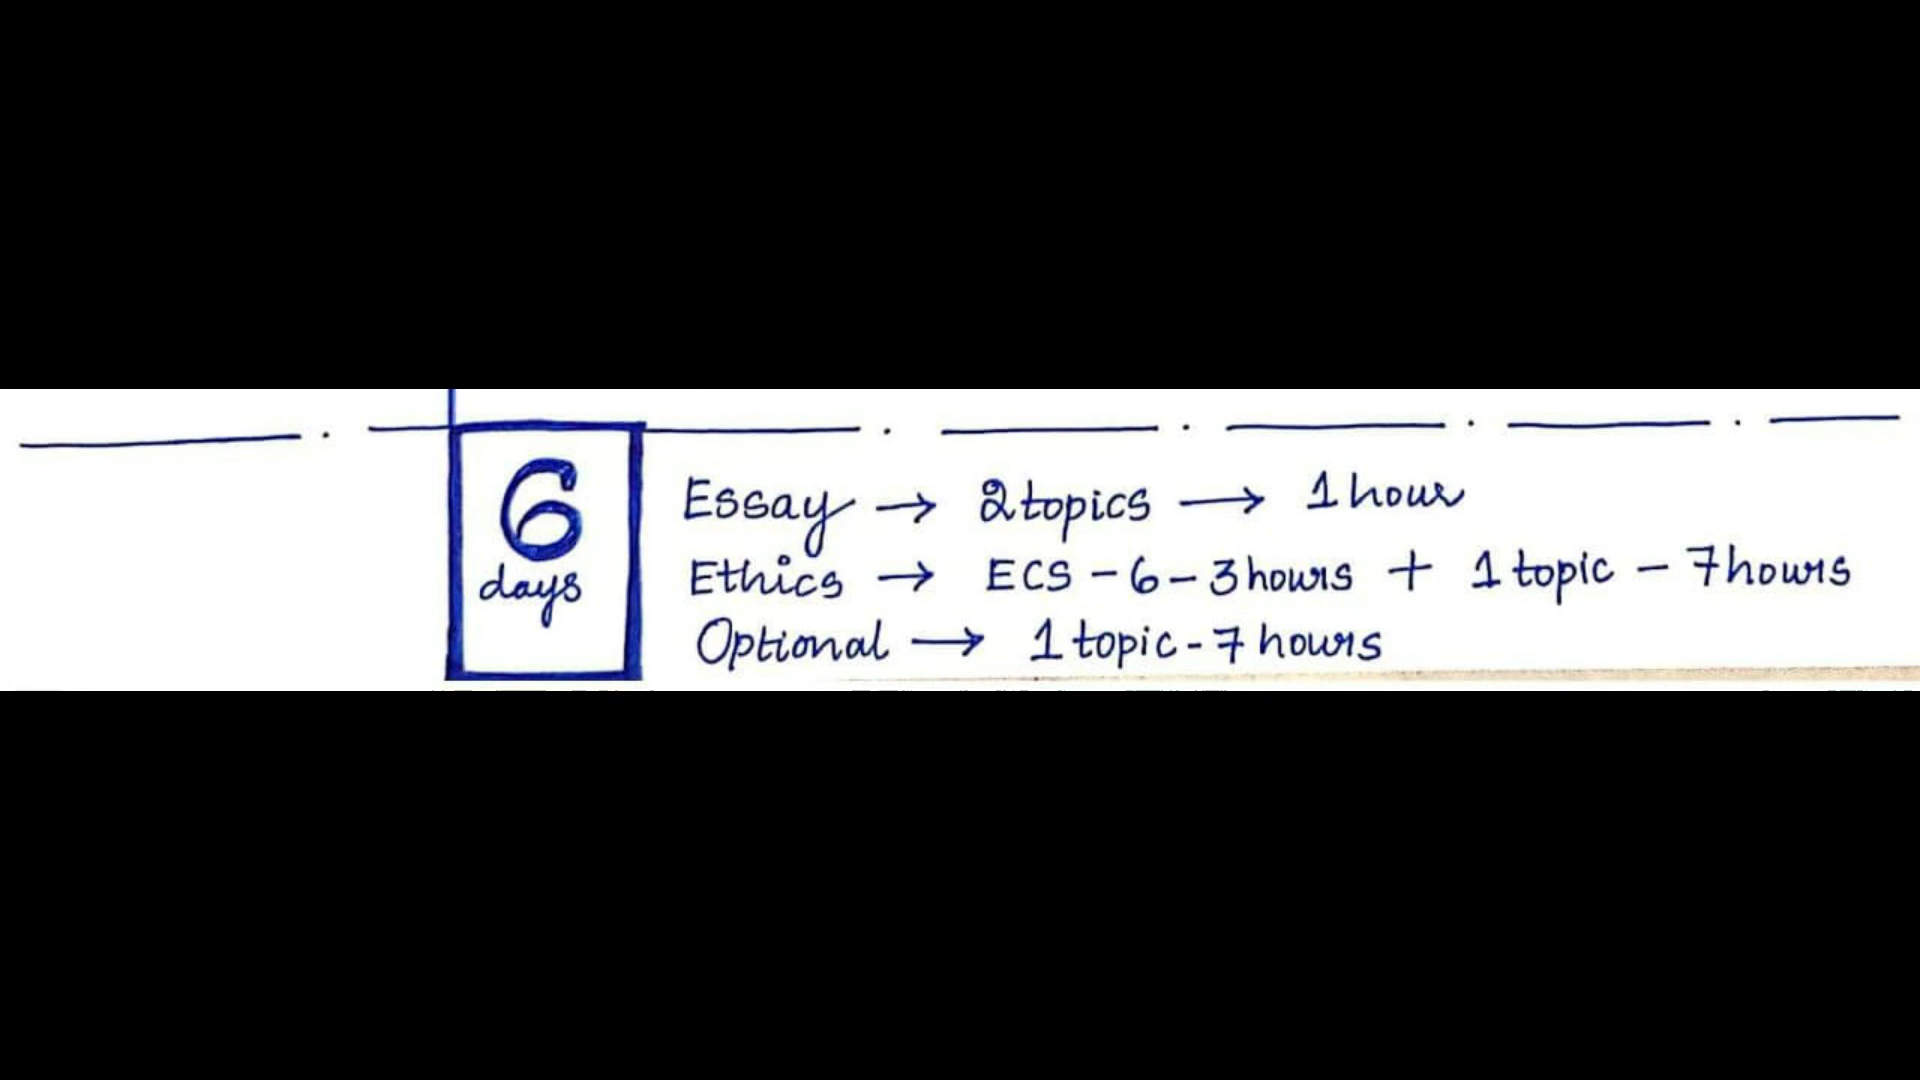 6
days
Essay → 2 topics → 1 hour
Ethics → ECS - 6 - 3 hours + 1 topic - 7 hours
Optional → 1 topic - 7 hours